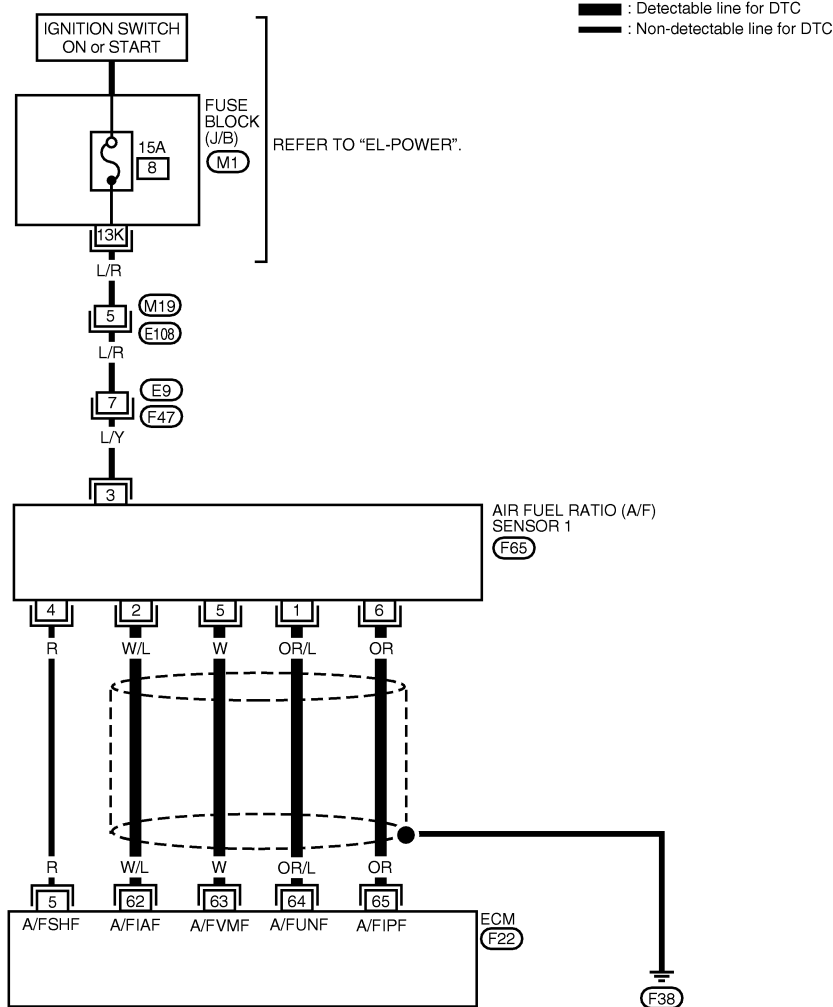 : Detectable line for DTC
: Non-detectable line for DTC
IGNITION SWITCH
ON or START
FUSE
BLOCK
(J/B)
M1
15A
8
REFER TO “EL-POWER”.
13K
L/R
5
M19
E108
L/R
7
E9
F47
L/Y
3
AIR FUEL RATIO (A/F)
SENSOR 1
F65
4 2 5 1 6
R W/L W OR/L OR
R W/L W OR/L OR
5 62 63 64 65
A/FSHF A/FIAF A/FVMF A/FUNF A/FIPF
ECM
F22
F38